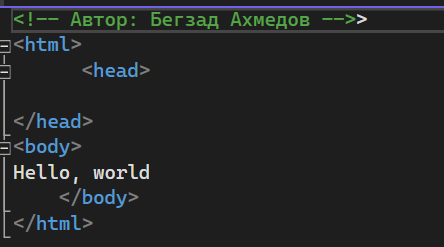 <!-- Автор: Бегзад Ахмедов -->>
<html>
<head>
</head>
<body>
Hello, world
</body>
</html>